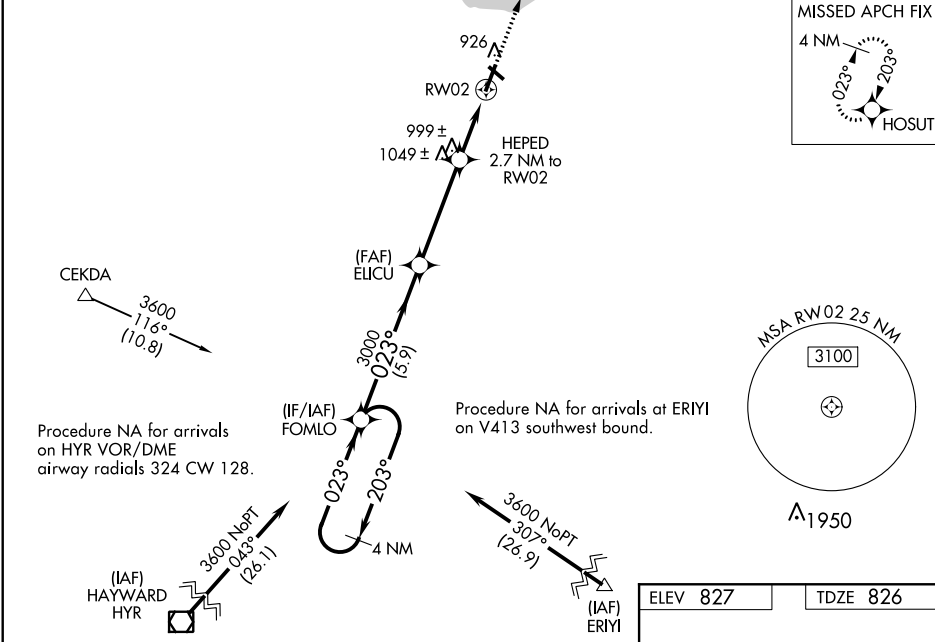 MISSED APCH FIX
4 NM
023°
203°
HOSUT
926
RW02
999 ±
1049 ±
HEPED
2.7 NM to
RW02
(FAF)
ELICU
CEKDA
3600
116°
(10.8)
3000
023°
(5.9)
MSA RW02 25 NM
3100
1950
(IF/IAF)
FOMLO
Procedure NA for arrivals at ERIYI
on V413 southwest bound.
Procedure NA for arrivals
on HYR VOR/DME
airway radials 324 CW 128.
023°
203°
4 NM
3600 NoPT
043°
(26.1)
(IAF)
HAYWARD
HYR
3600 NoPT
307°
(26.9)
(IAF)
ERIYI
ELEV 827
TDZE 826